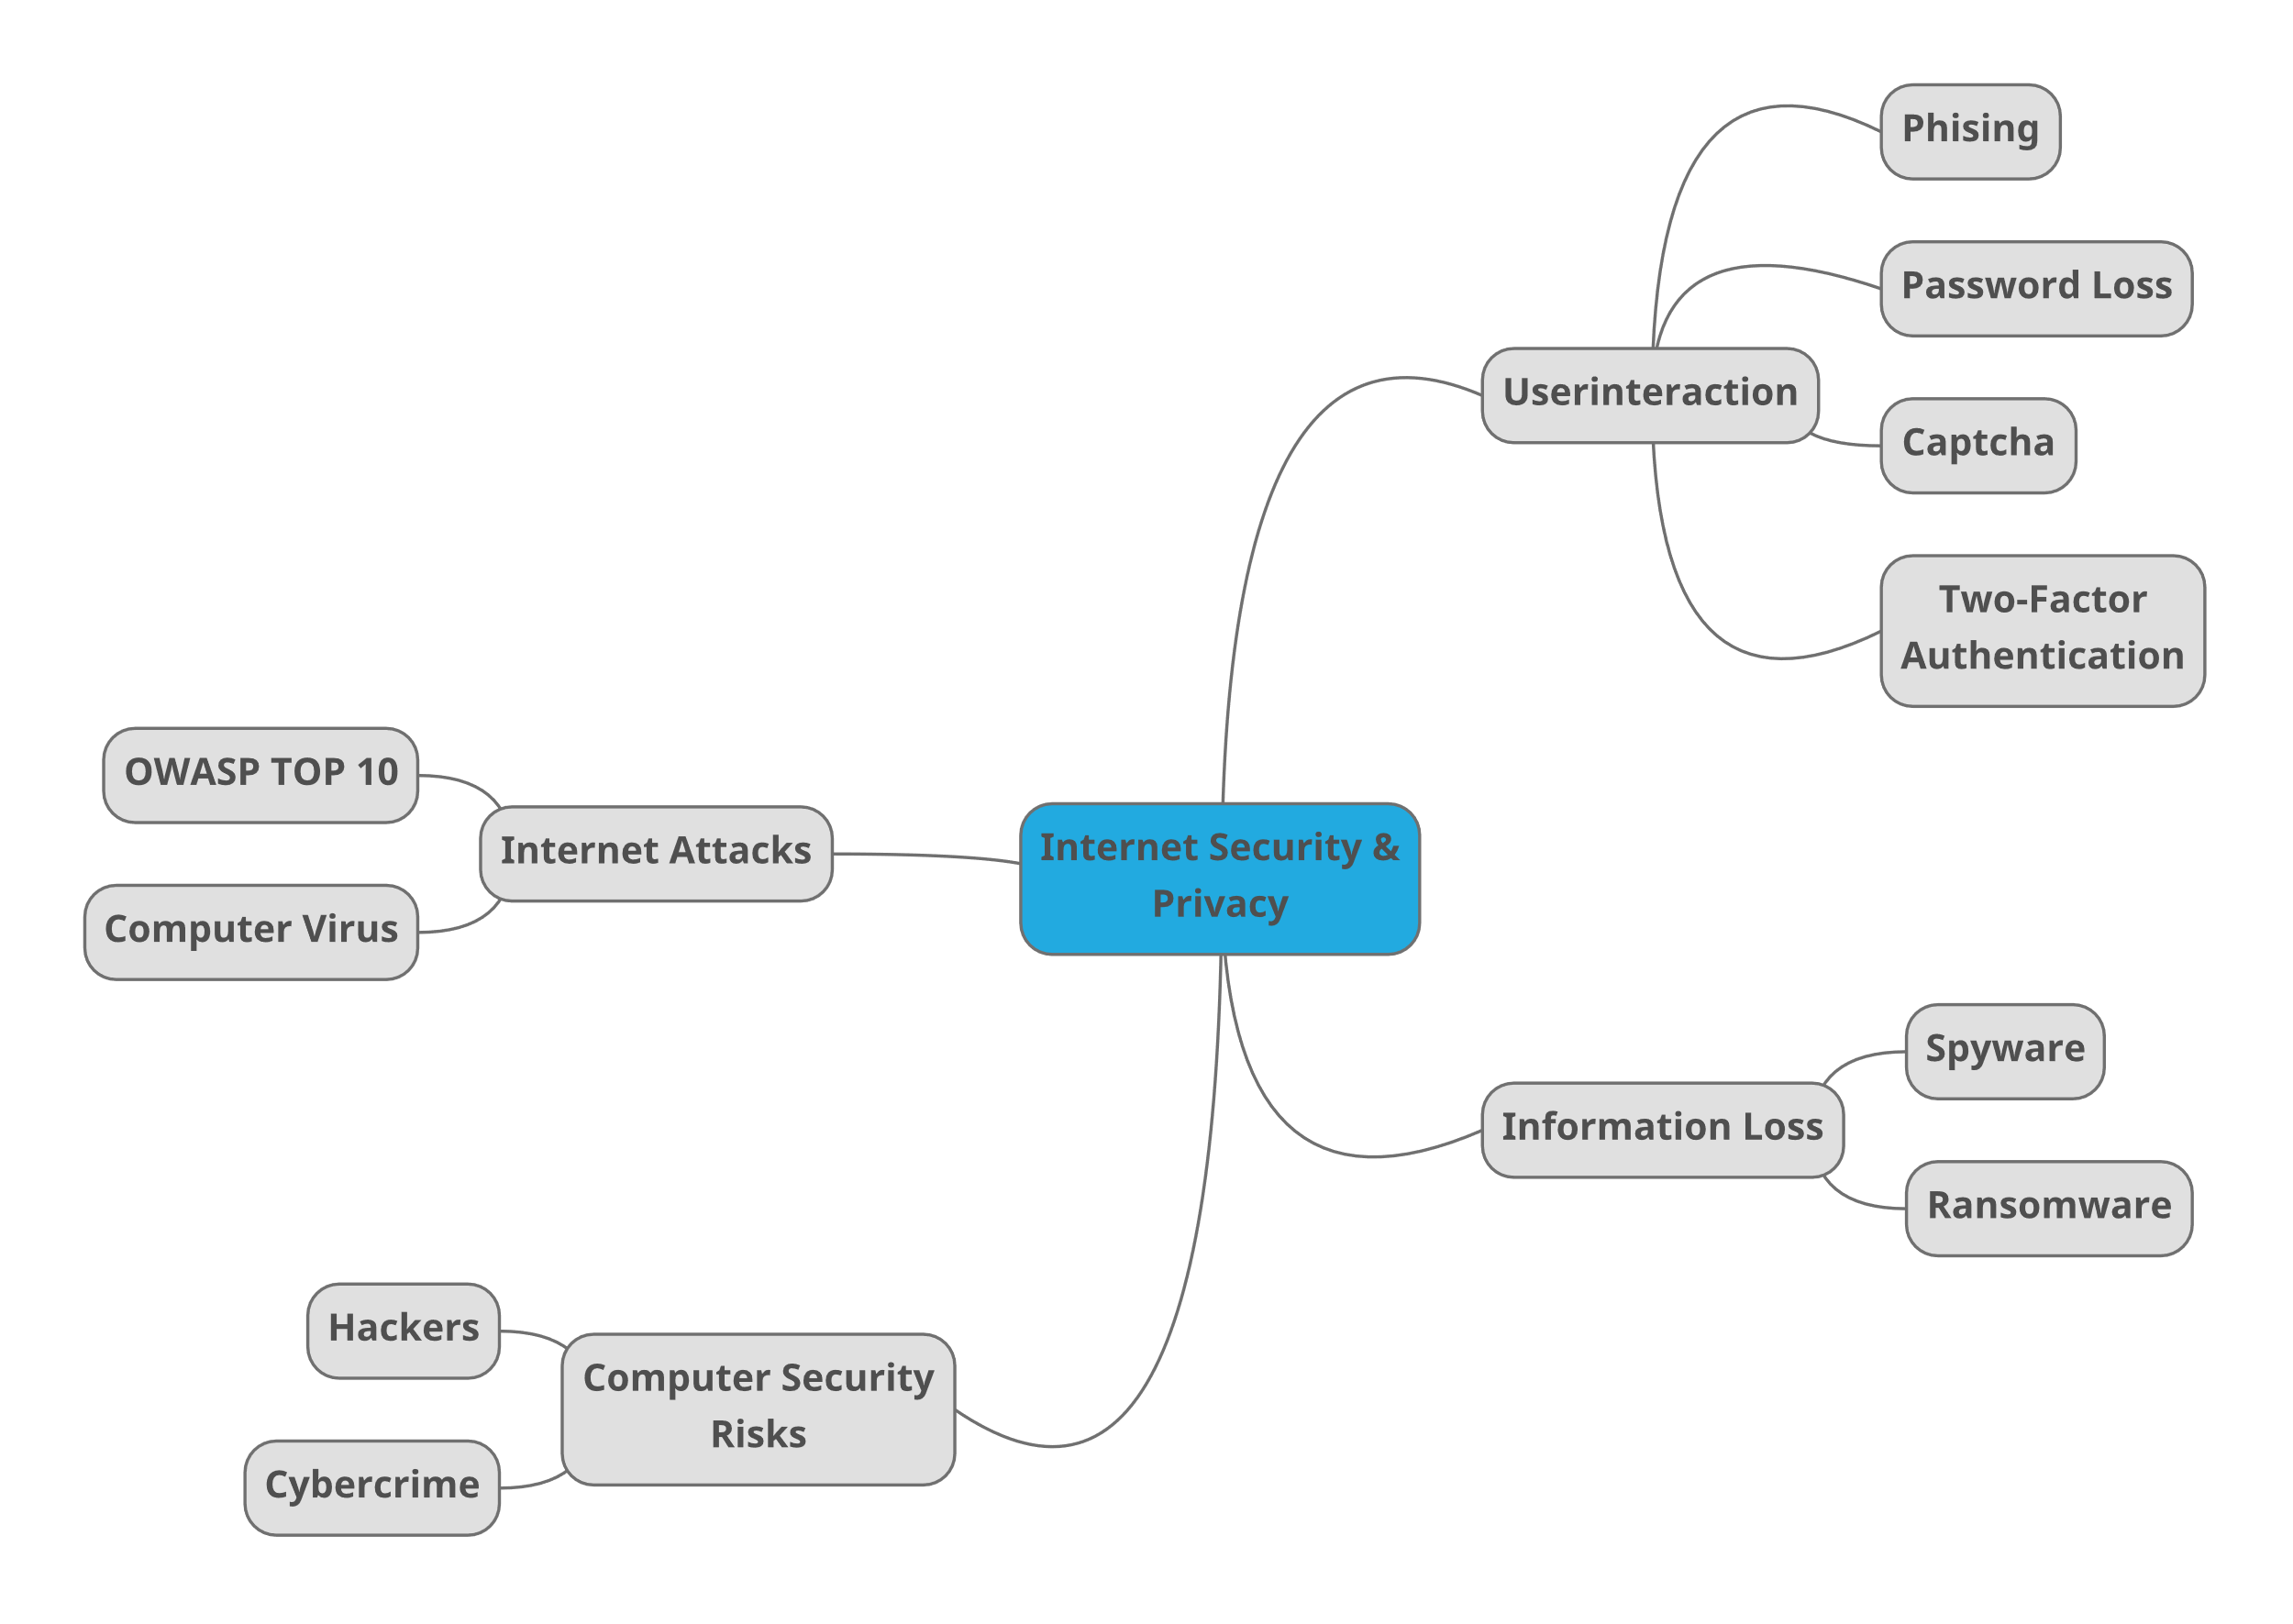 Phising
Password Loss
Userinteraction
Captcha
Two-Factor
Authentication
OWASP TOP 10
Internet Attacks
Computer Virus
Internet Security &
Privacy
Spyware
Information Loss
Ransomware
Hackers
Computer Security
Risks
Cybercrime